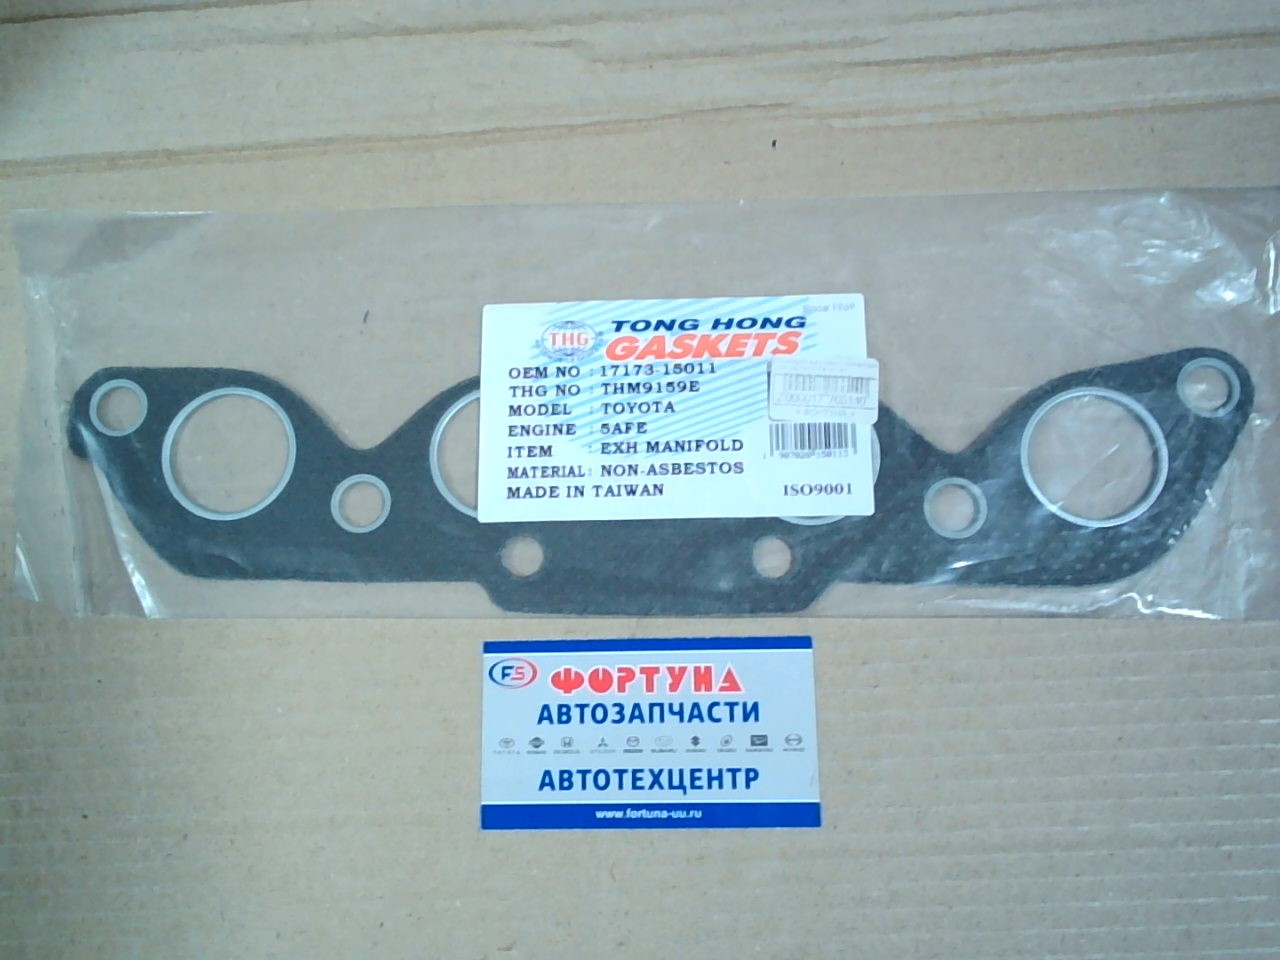 Since 1969
THG
TONG HONG
GASKETS
OEM NO : 17173-15011
THG NO : THM9159E
MODEL : TOYOTA
ENGINE : 5AFE
ITEM : EXH MANIFOLD
MATERIAL: NON-ASBESTOS
MADE IN TAIWAN
ISO9001
FS
ФОРТУНА
АВТОЗАПЧАСТИ
АВТОТЕХЦЕНТР
www.fortuna-uu.ru